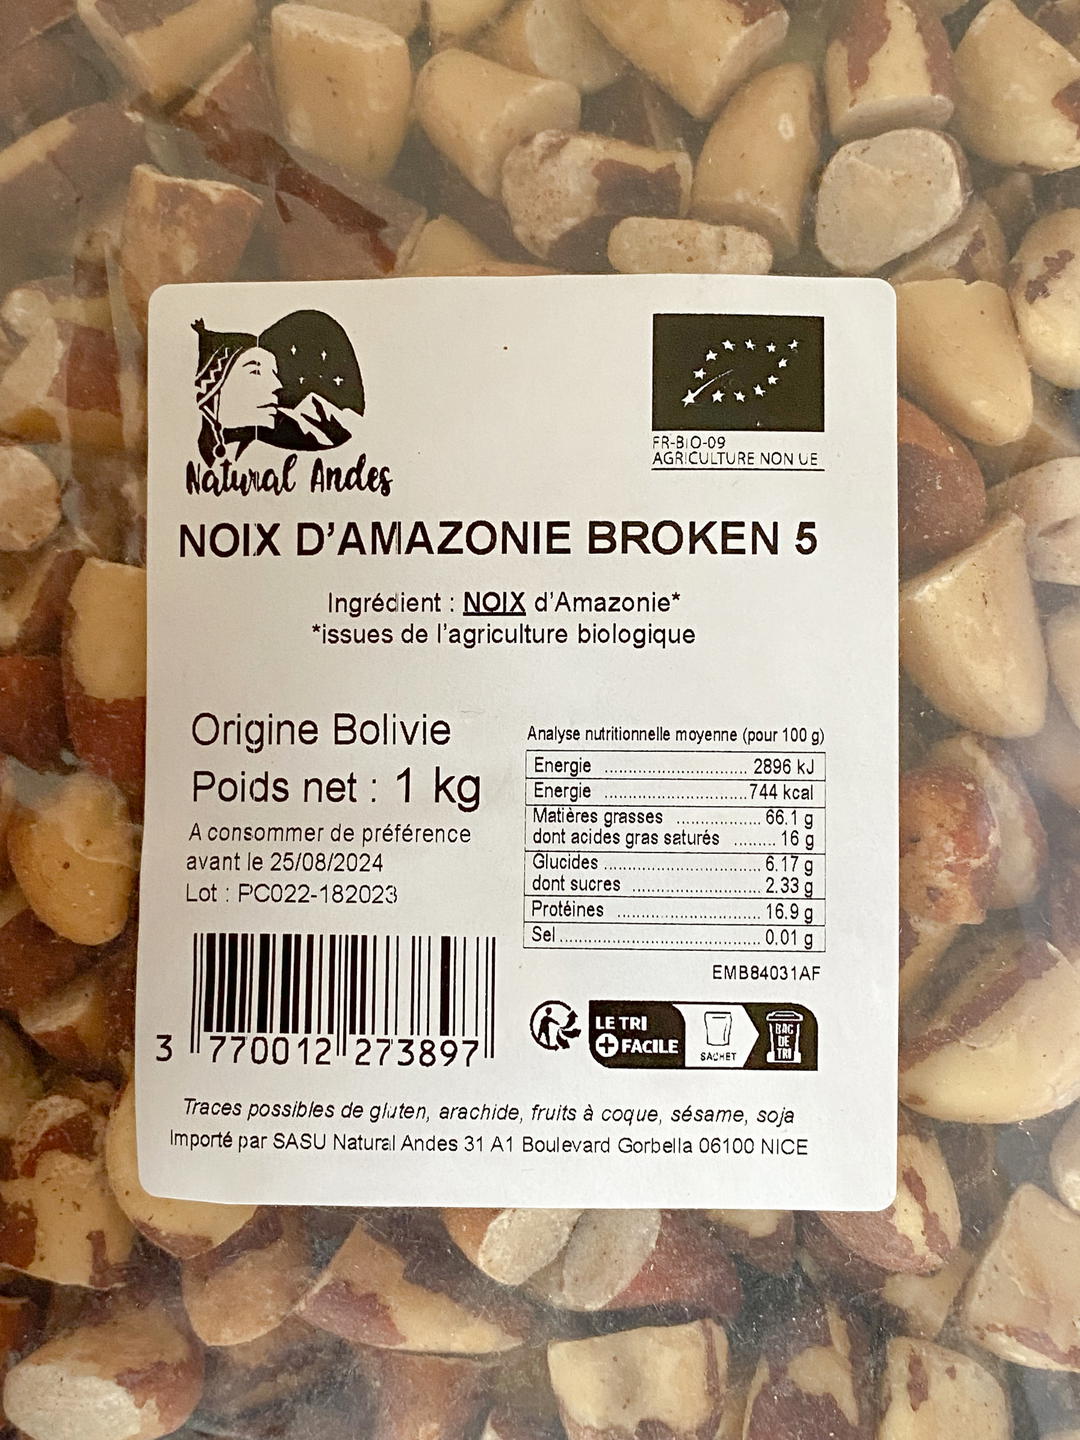 Natural Andes
FR-BIO-09
AGRICULTURE NON UE
NOIX D'AMAZONIE BROKEN 5
Ingrédient : NOIX d'Amazonie*
*issues de l'agriculture biologique
Origine Bolivie
Poids net : 1 kg
A consommer de préférence
avant le 25/08/2024
Lot : PC022-182023
Analyse nutritionnelle moyenne (pour 100 g)
Energie .............................. 2896 kJ
Energie .............................. 744 kcal
Matières grasses ................ 66.1 g
dont acides gras saturés ......... 16 g
Glucides .............................. 6.17 g
dont sucres ........................ 2.33 g
Protéines ........................... 16.9 g
Sel ..................................... 0.01 g
EMB84031AF
3 770012 273897
LE TRI
+ FACILE
SACHET
BAC
DE
TRI
Traces possibles de gluten, arachide, fruits à coque, sésame, soja
Importé par SASU Natural Andes 31 A1 Boulevard Gorbella 06100 NICE